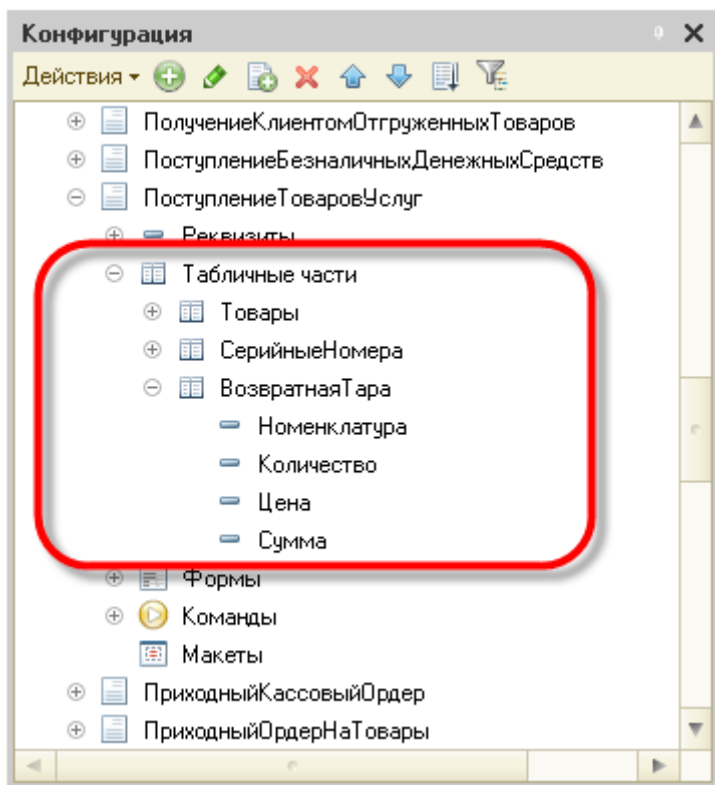 Конфигурация
Действия
ПолучениеКлиентомОтгруженныхТоваров
ПоступлениеБезналичныхДенежныхСредств
ПоступлениеТоваровУслуг
Реквизиты
Табличные части
Товары
СерийныеНомера
ВозвратнаяТара
Номенклатура
Количество
Цена
Сумма
Формы
Команды
Макеты
ПриходныйКассовыйОрдер
ПриходныйОрдерНаТовары